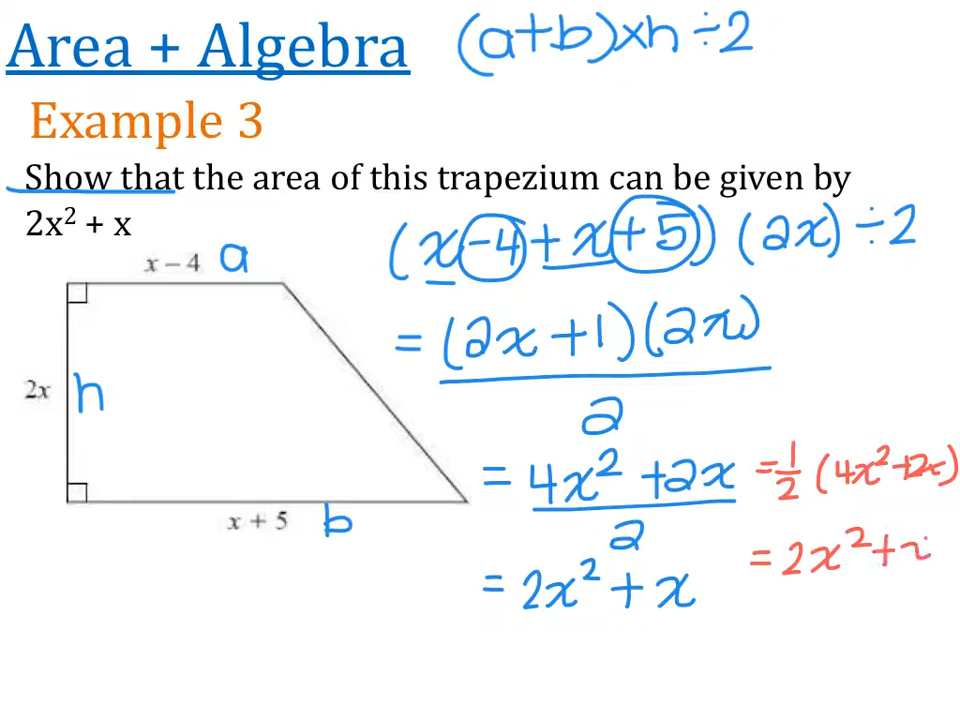 Area + Algebra
(a+b)×h÷2
Example 3
Show that the area of this trapezium can be given by
2x² + x
(x-4+x+5))(2x)÷2
x – 4 a
= (2x+1)(2x)
2
2x h
= 4x² +2x
2
= ½ (4x²+2x)
x + 5 b
= 2x² + x
= 2x² + x